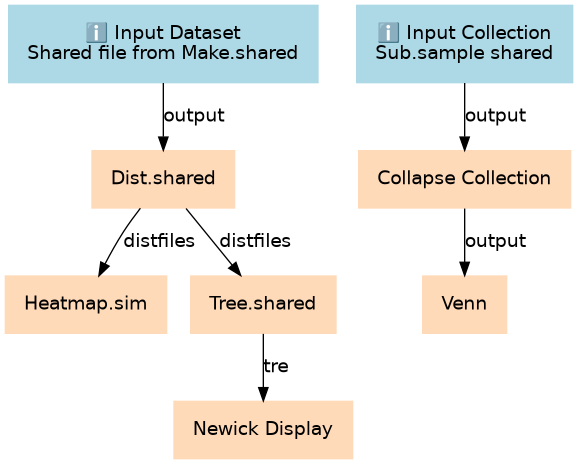 ℹ️ Input Dataset
Shared file from Make.shared
ℹ️ Input Collection
Sub.sample shared
output
output
Dist.shared
Collapse Collection
distfiles
distfiles
output
Heatmap.sim
Tree.shared
Venn
tre
Newick Display